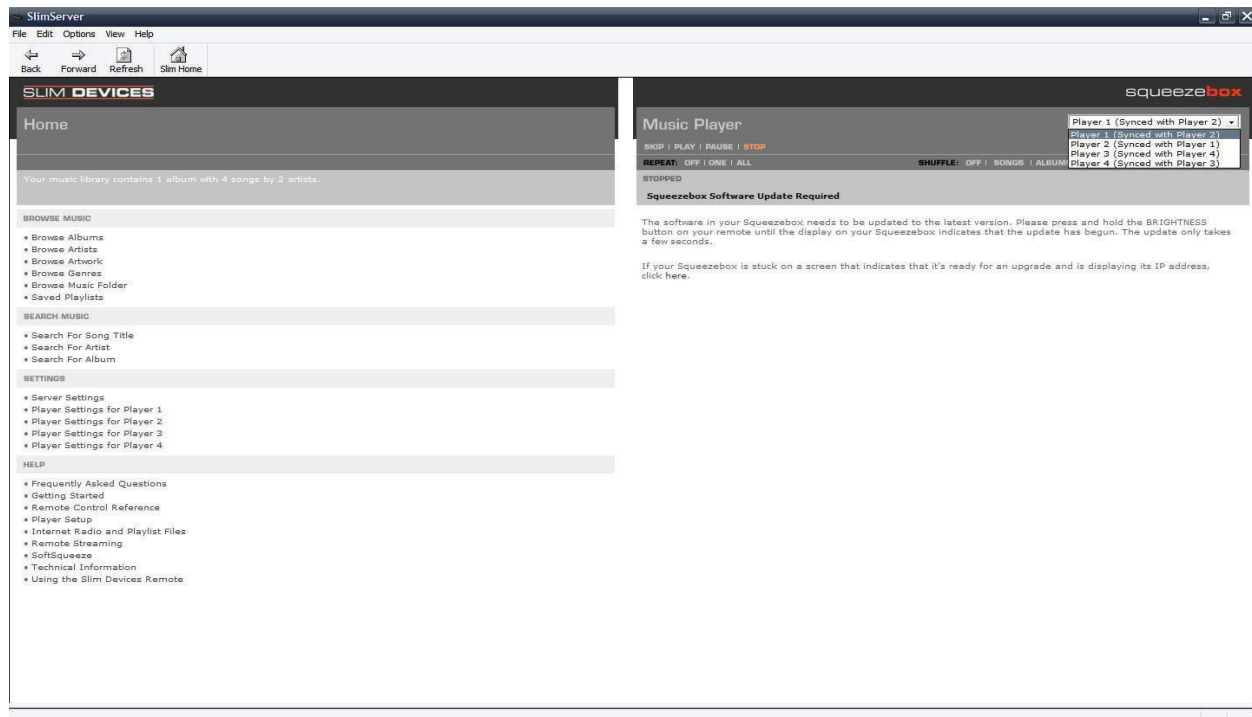 SlimServer
File Edit Options View Help
Back Forward Refresh Slim Home
SLIM DEVICES
Home
Your music library contains 1 album with 4 songs by 2 artists.
BROWSE MUSIC
• Browse Albums
• Browse Artists
• Browse Artwork
• Browse Genres
• Browse Music Folder
• Saved Playlists
SEARCH MUSIC
• Search For Song Title
• Search For Artist
• Search For Album
SETTINGS
• Server Settings
• Player Settings for Player 1
• Player Settings for Player 2
• Player Settings for Player 3
• Player Settings for Player 4
HELP
• Frequently Asked Questions
• Getting Started
• Remote Control Reference
• Player Setup
• Internet Radio and Playlist Files
• Remote Streaming
• SoftSqueeze
• Technical Information
• Using the Slim Devices Remote
squeezebox
Music Player
Player 1 (Synced with Player 2)
Player 1 (Synced with Player 2)
Player 2 (Synced with Player 1)
Player 3 (Synced with Player 4)
Player 4 (Synced with Player 3)
SKIP | PLAY | PAUSE | STOP
REPEAT: OFF | ONE | ALL
SHUFFLE: OFF | SONGS | ALBUM
STOPPED
Squeezebox Software Update Required
The software in your Squeezebox needs to be updated to the latest version. Please press and hold the BRIGHTNESS
button on your remote until the display on your Squeezebox indicates that the update has begun. The update only takes
a few seconds.
If your Squeezebox is stuck on a screen that indicates that it's ready for an upgrade and is displaying its IP address,
click here.